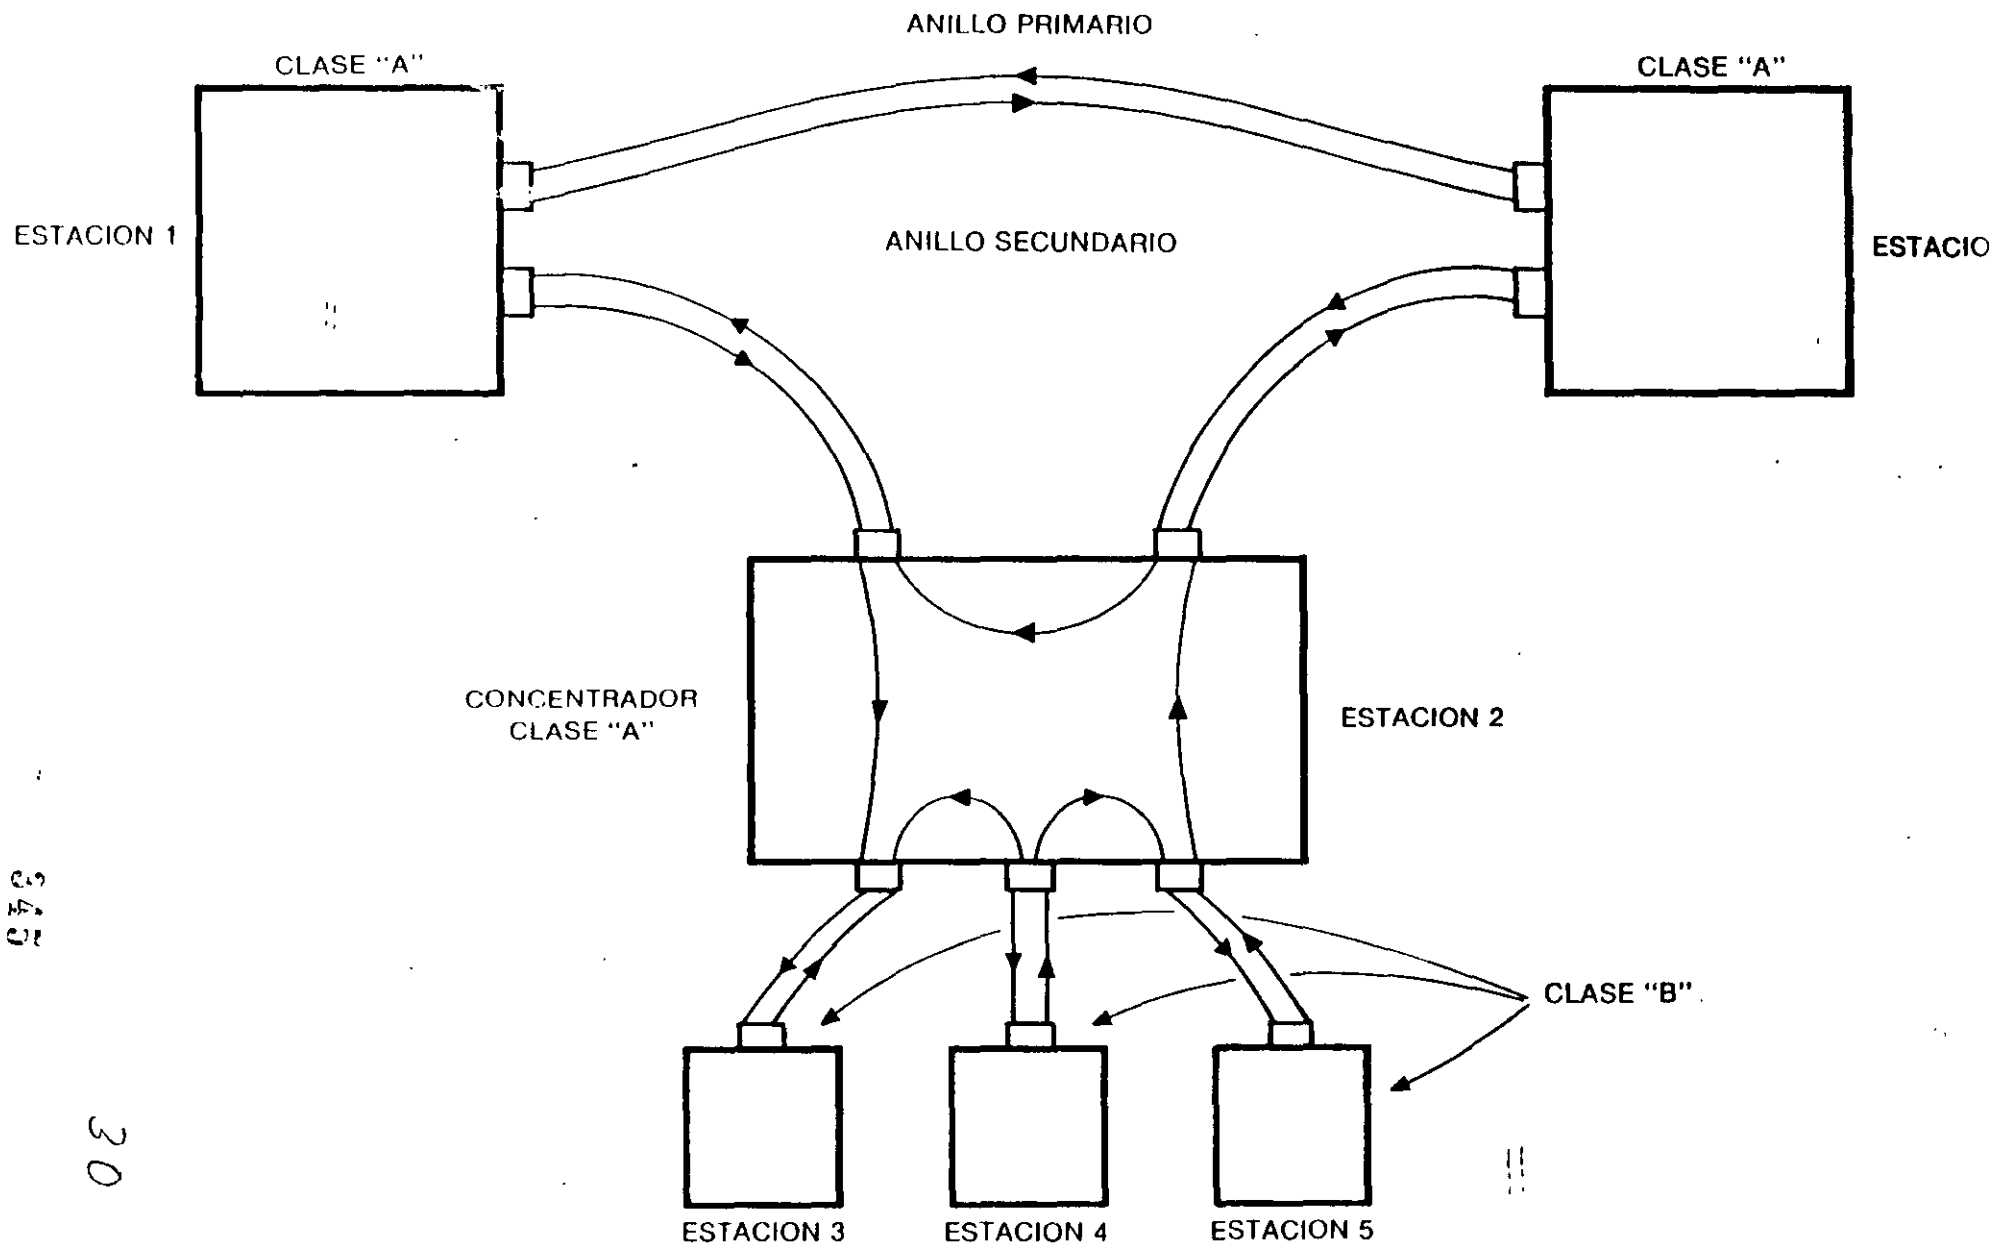 ANILLO PRIMARIO
CLASE "A"
CLASE "A"
ESTACION 1
ANILLO SECUNDARIO
ESTACIO
CONCENTRADOR
CLASE "A"
ESTACION 2
CLASE "B"
30
ESTACION 3
ESTACION 4
ESTACION 5